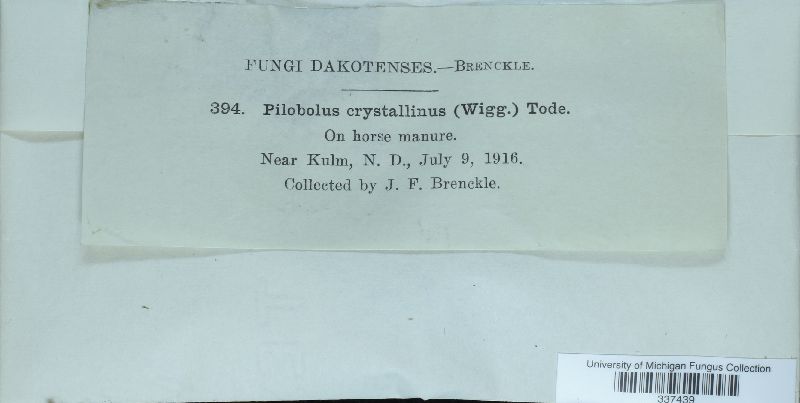 FUNGI DAKOTENSES.—BRENCKLE.
394. Pilobolus crystallinus (Wigg.) Tode.
On horse manure.
Near Kulm, N. D., July 9, 1916.
Collected by J. F. Brenckle.
University of Michigan Fungus Collection
337439